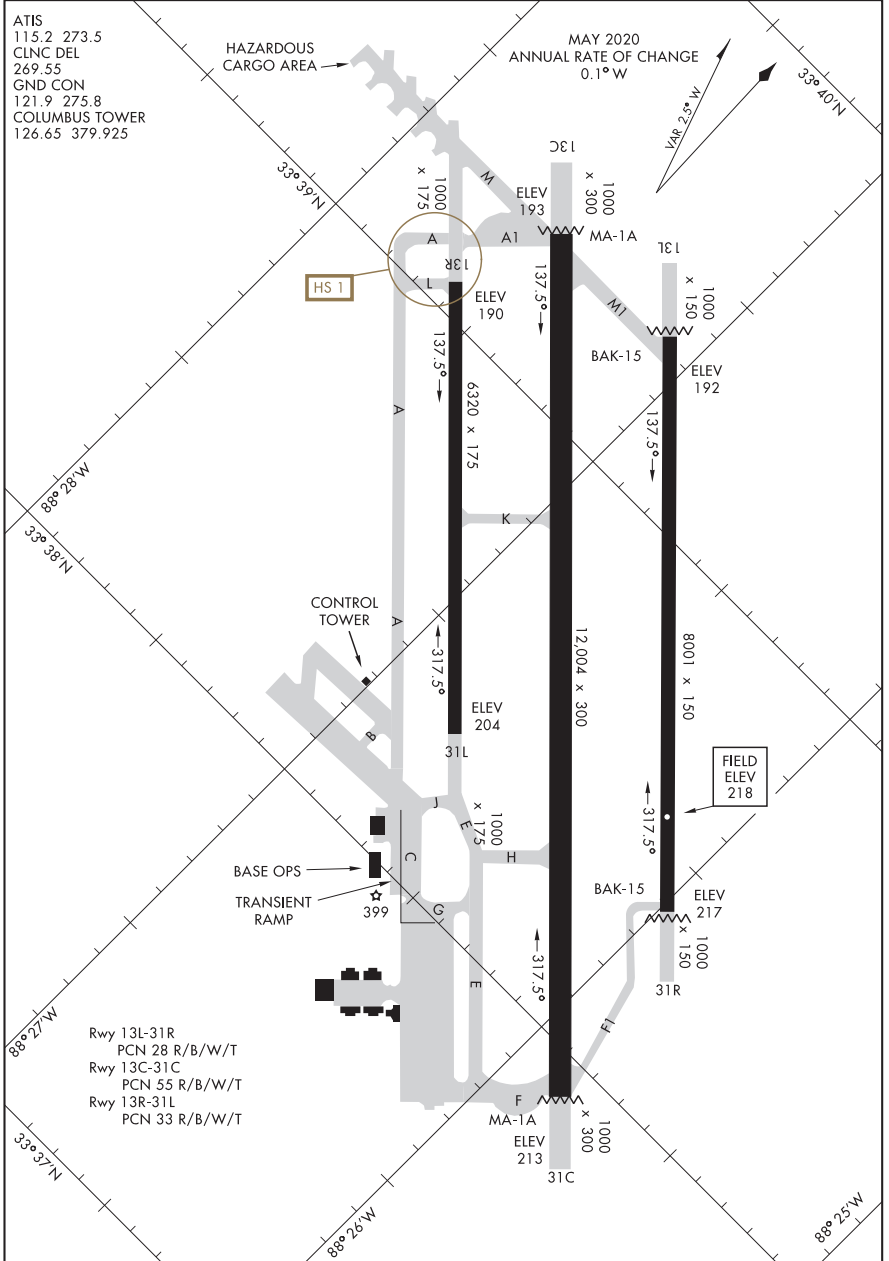 ATIS
115.2 273.5
CLNC DEL
269.55
GND CON
121.9 275.8
COLUMBUS TOWER
126.65 379.925
HAZARDOUS
CARGO AREA
MAY 2020
ANNUAL RATE OF CHANGE
0.1° W
VAR 2.5° W
33° 40'N
33° 39'N
13C
1000
x 300
1000
x 175
M
ELEV
193
MA-1A
A
A1
13R
L
HS 1
ELEV
190
137.5°
137.5°
13L
1000
x 150
M1
BAK-15
ELEV
192
137.5°
A
6320 x 175
88° 28'W
33° 38'N
K
CONTROL
TOWER
A
317.5°
12,004 x 300
8001 x 150
B
ELEV
204
31L
FIELD
ELEV
218
317.5°
J
E
1000
x 175
C
H
BASE OPS
TRANSIENT
RAMP
399
G
BAK-15
ELEV
217
1000
x 150
31R
317.5°
E
F1
88° 27'W
Rwy 13L-31R
PCN 28 R/B/W/T
Rwy 13C-31C
PCN 55 R/B/W/T
Rwy 13R-31L
PCN 33 R/B/W/T
F
MA-1A
ELEV
213
1000
x 300
31C
33° 37'N
88° 26'W
88° 25'W